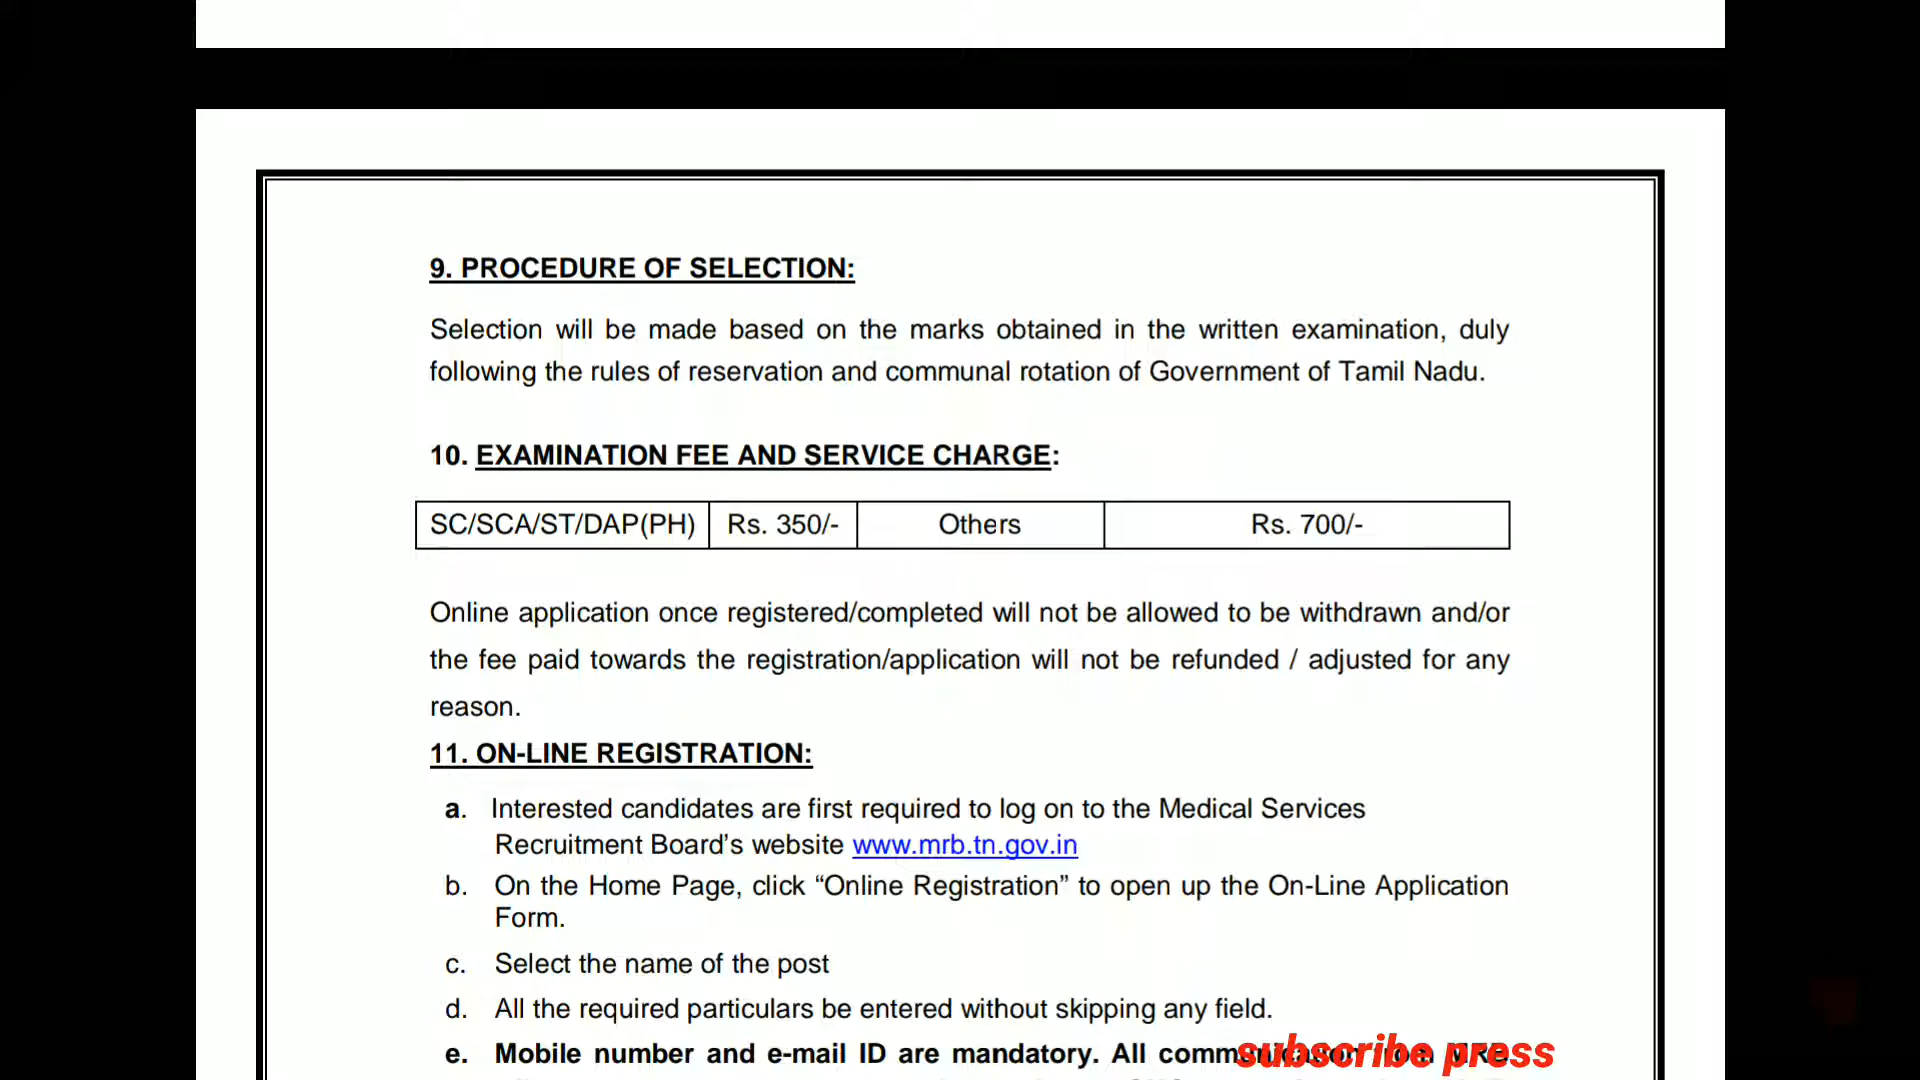 9. PROCEDURE OF SELECTION:
Selection will be made based on the marks obtained in the written examination, duly
following the rules of reservation and communal rotation of Government of Tamil Nadu.
10. EXAMINATION FEE AND SERVICE CHARGE:
SC/SCA/ST/DAP(PH) Rs. 350/- Others Rs. 700/-
Online application once registered/completed will not be allowed to be withdrawn and/or
the fee paid towards the registration/application will not be refunded / adjusted for any
reason.
11. ON-LINE REGISTRATION:
a. Interested candidates are first required to log on to the Medical Services
Recruitment Board’s website www.mrb.tn.gov.in
b. On the Home Page, click “Online Registration” to open up the On-Line Application
Form.
c. Select the name of the post
d. All the required particulars be entered without skipping any field.
e. Mobile number and e-mail ID are mandatory. All
subscribe press